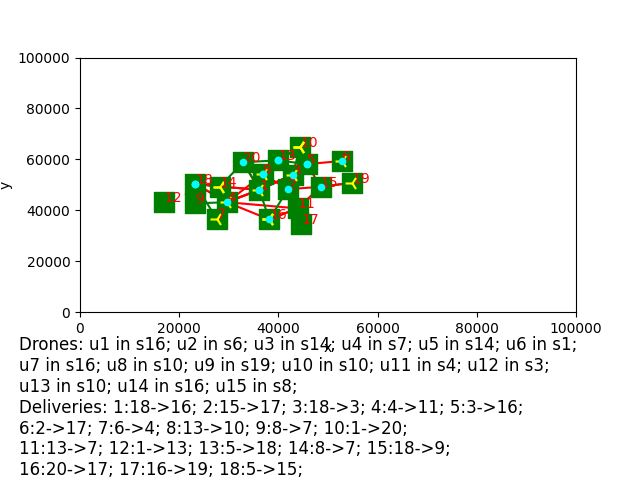 100000
80000
60000
40000
20000
0
y
0 20000 40000 60000 80000 100000
x
Drones: u1 in s16; u2 in s6; u3 in s14; u4 in s7; u5 in s14; u6 in s1;
u7 in s16; u8 in s10; u9 in s19; u10 in s10; u11 in s4; u12 in s3;
u13 in s10; u14 in s16; u15 in s8;
Deliveries: 1:18->16; 2:15->17; 3:18->3; 4:4->11; 5:3->16;
6:2->17; 7:6->4; 8:13->10; 9:8->7; 10:1->20;
11:13->7; 12:1->13; 13:5->18; 14:8->7; 15:18->9;
16:20->17; 17:16->19; 18:5->15;